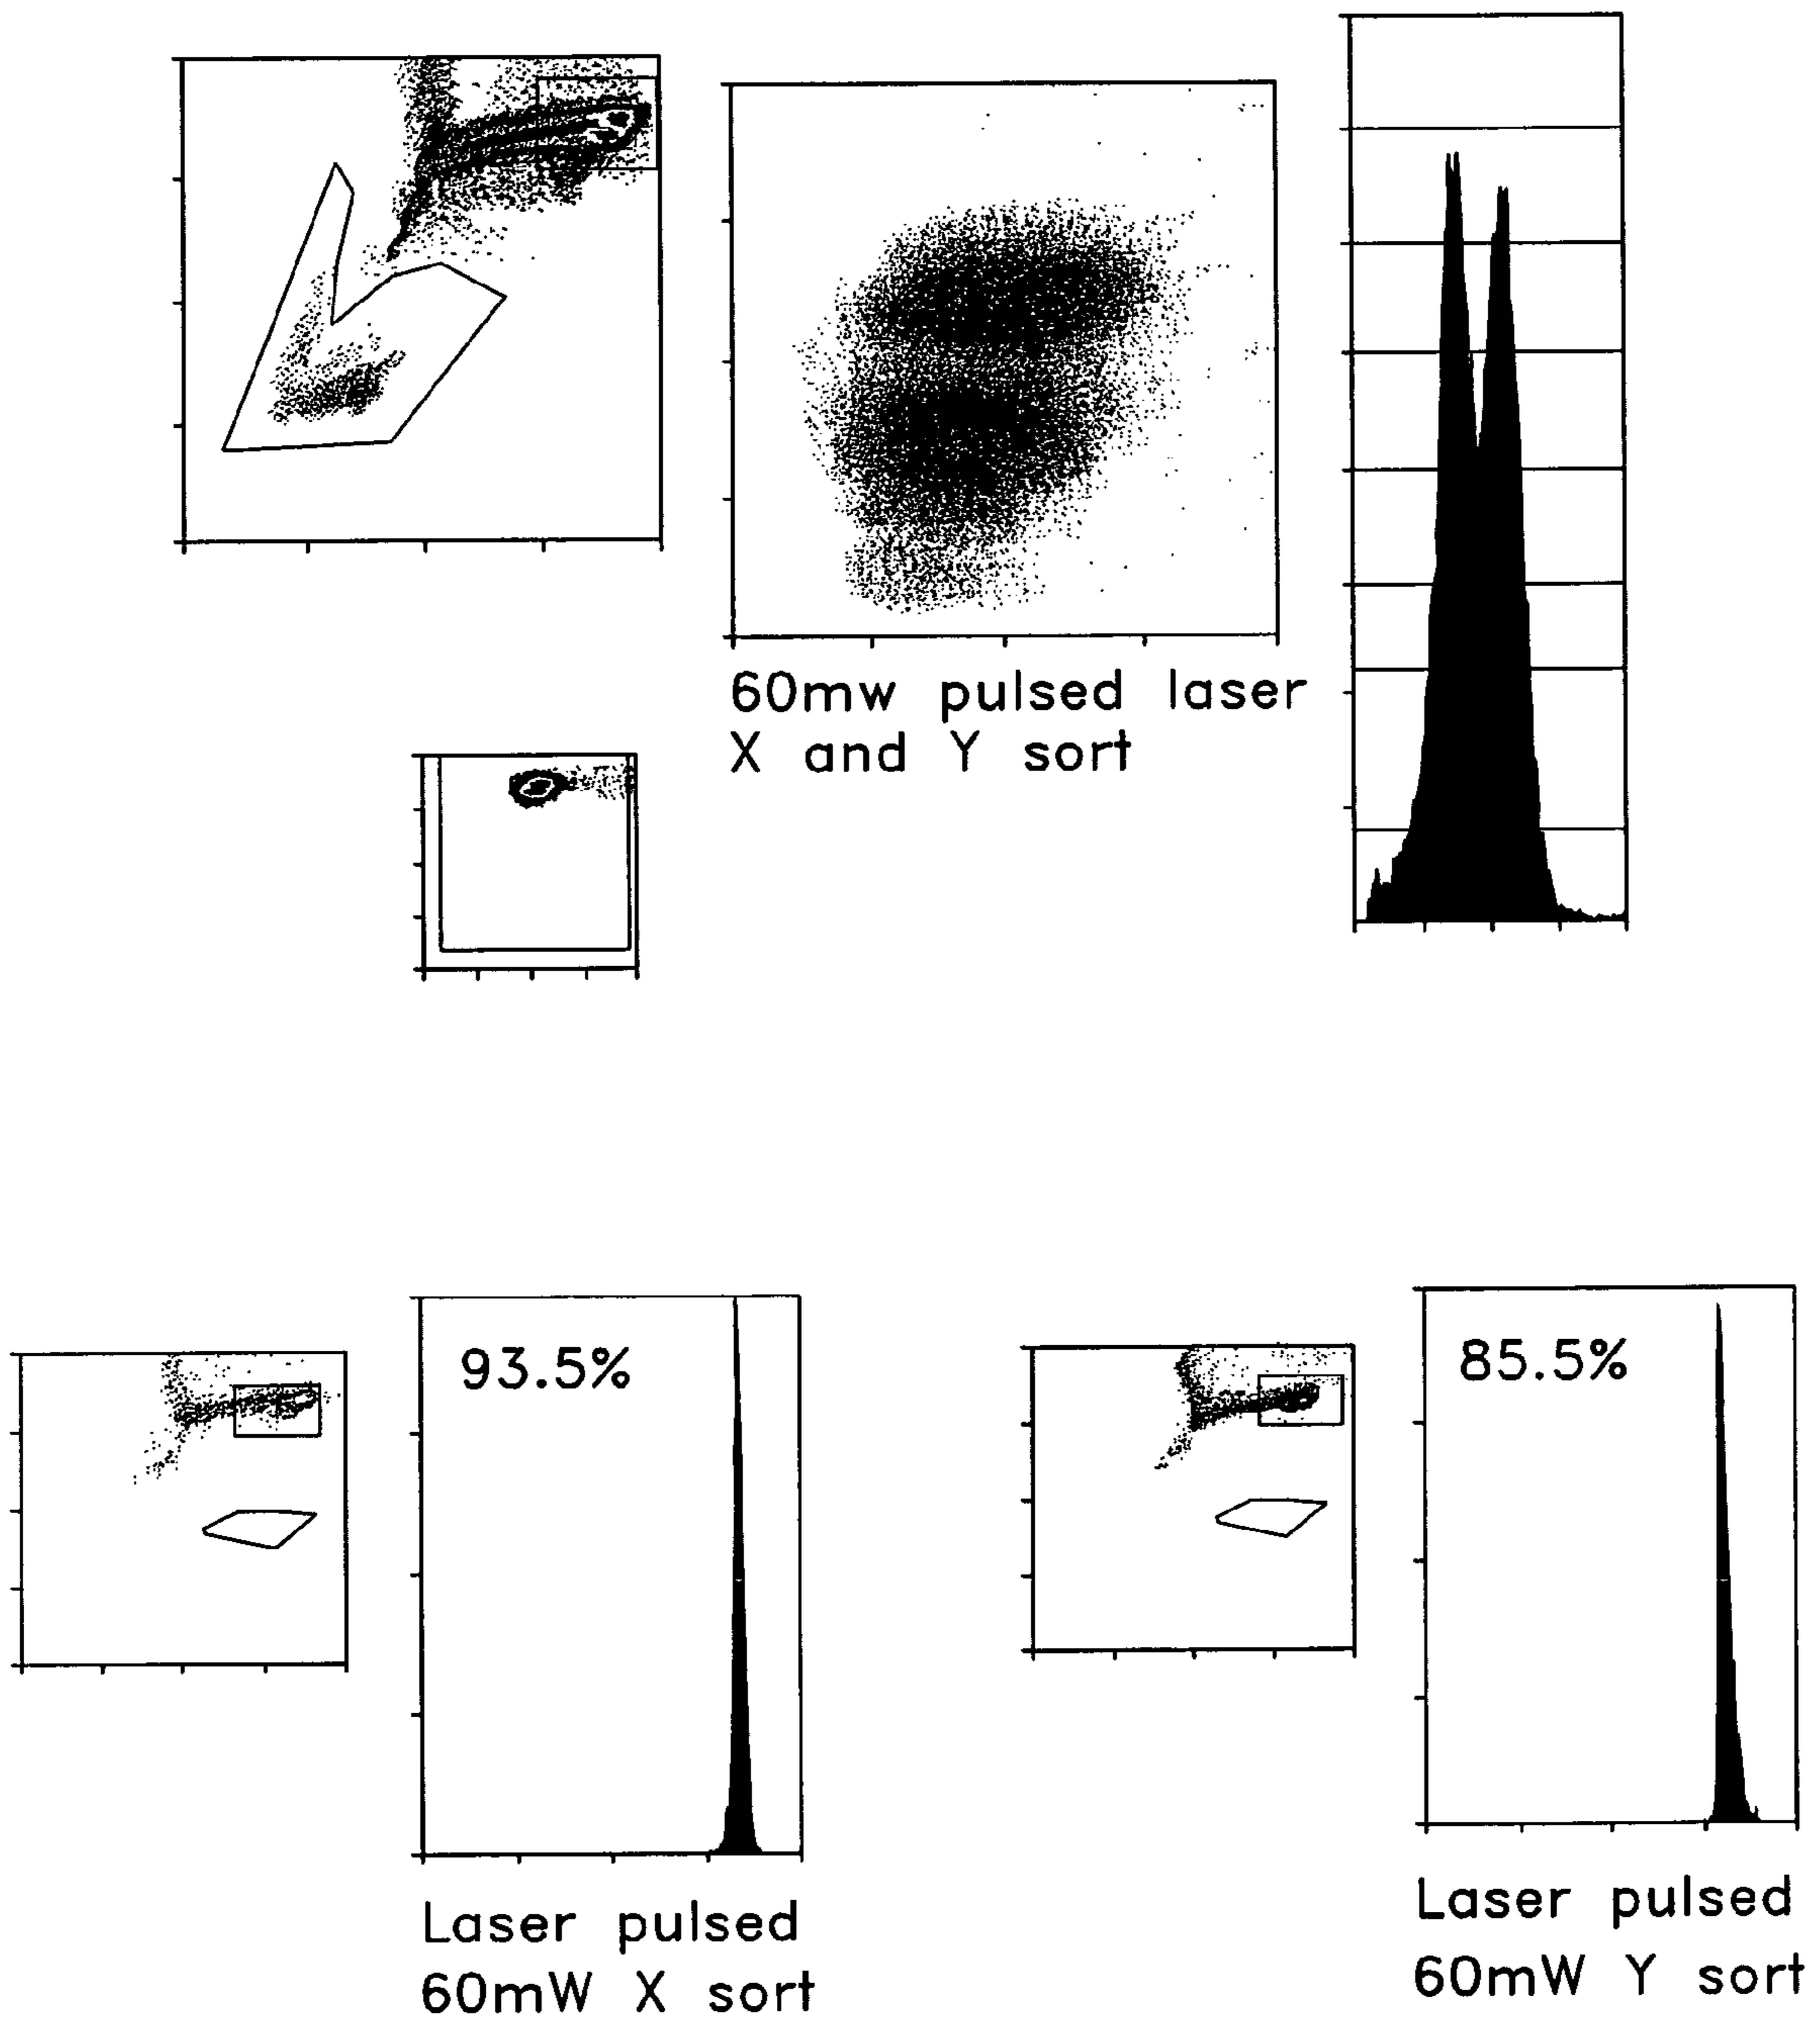 60mw pulsed laser
X and Y sort
93.5%
85.5%
Laser pulsed
60mW X sort
Laser pulsed
60mW Y sort